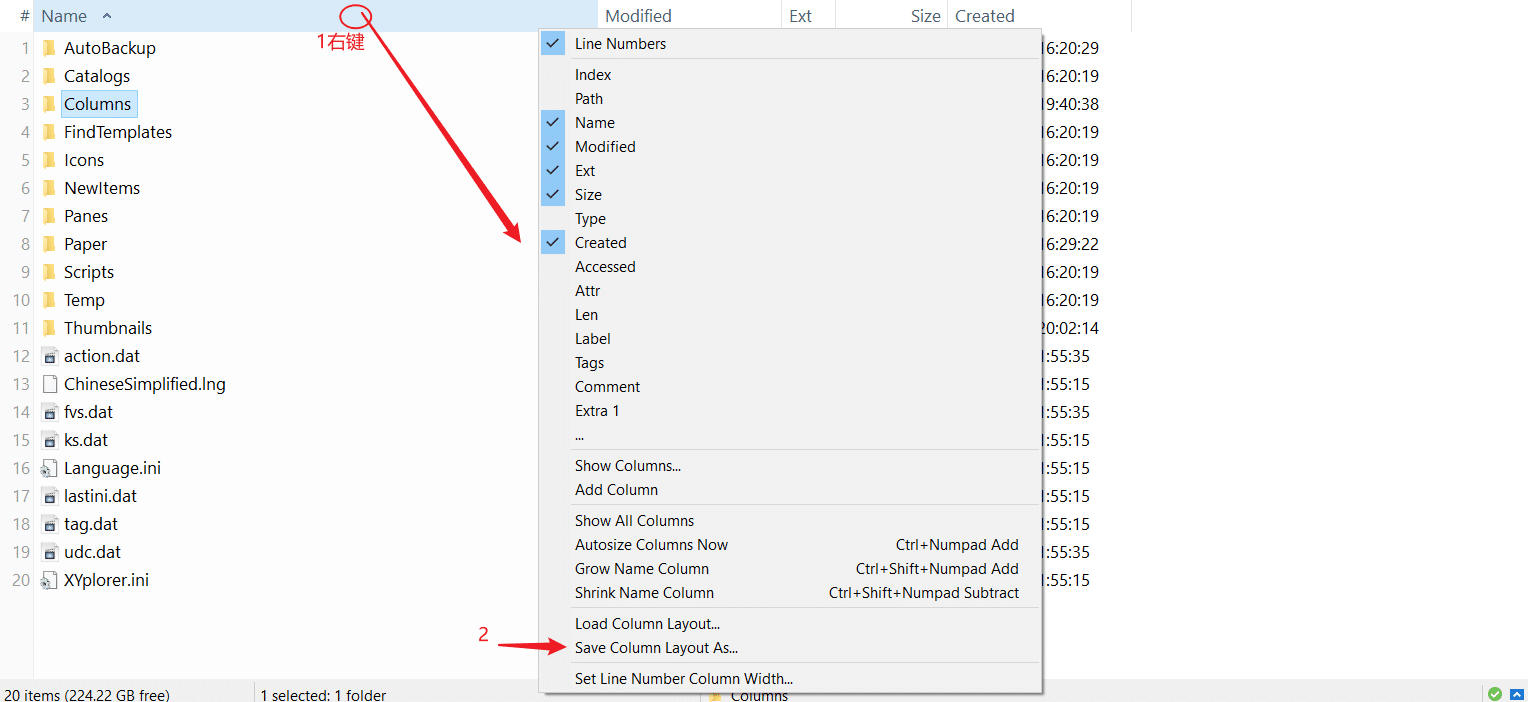 # Name Modified Ext Size Created
1右键
1 AutoBackup 16:20:29
2 Catalogs 16:20:19
3 Columns 19:40:38
4 FindTemplates 16:20:19
5 Icons 16:20:19
6 NewItems 16:20:19
7 Panes 16:20:19
8 Paper 16:29:22
9 Scripts 16:20:19
10 Temp 16:20:19
11 Thumbnails 20:02:14
12 action.dat :55:35
13 ChineseSimplified.lng :55:15
14 fvs.dat :55:35
15 ks.dat :55:15
16 Language.ini :55:15
17 lastini.dat :55:15
18 tag.dat :55:15
19 udc.dat :55:35
20 XYplorer.ini :55:15
Line Numbers
Index
Path
Name
Modified
Ext
Size
Type
Created
Accessed
Attr
Len
Label
Tags
Comment
Extra 1
...
Show Columns...
Add Column
Show All Columns
Autosize Columns Now Ctrl+Numpad Add
Grow Name Column Ctrl+Shift+Numpad Add
Shrink Name Column Ctrl+Shift+Numpad Subtract
Load Column Layout...
2
Save Column Layout As...
Set Line Number Column Width...
20 items (224.22 GB free) 1 selected: 1 folder Columns